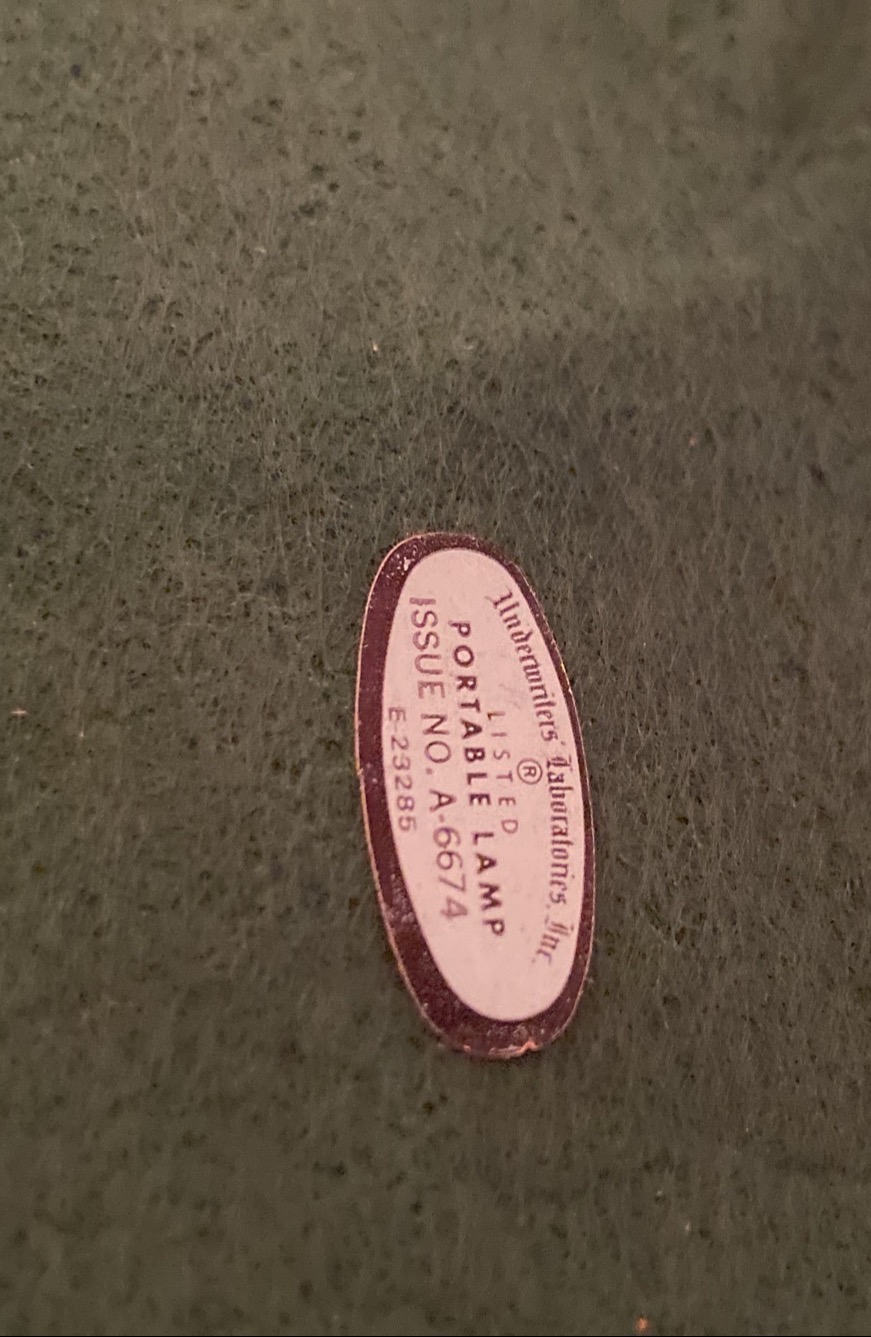 Underwriters' Laboratories, Inc.
®
LISTED
PORTABLE LAMP
ISSUE NO. A-6674
E-23285